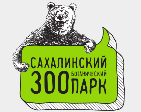 САХАЛИНСКИЙ
ЗОО БОТАНИЧЕСКИЙ
ПАРК